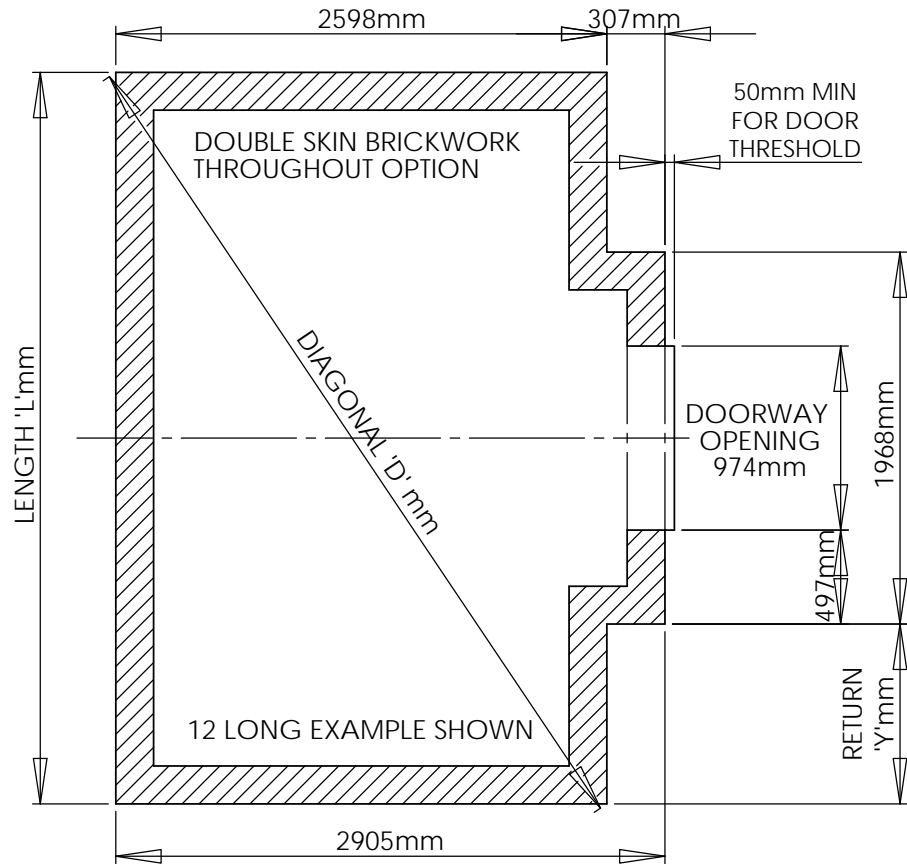 2598mm
307mm
50mm MIN
FOR DOOR
THRESHOLD
DOUBLE SKIN BRICKWORK
THROUGHOUT OPTION
LENGTH 'L'mm
DIAGONAL 'D' mm
DOORWAY
OPENING
974mm
1968mm
497mm
RETURN
'Y'mm
12 LONG EXAMPLE SHOWN
2905mm